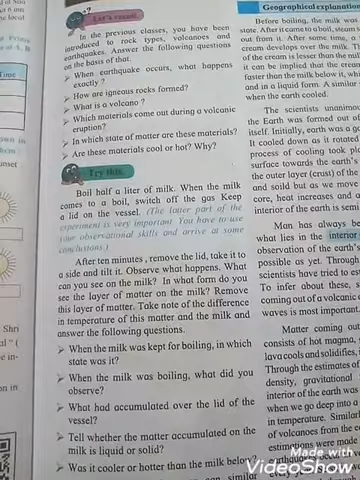 Let's recall.
In the previous classes, you have been
introduced to rock types, volcanoes and
earthquakes. Answer the following questions
on the basis of that.
➤ When earthquake occurs, what happens
exactly ?
➤ How are igneous rocks formed?
➤ What is a volcano ?
➤ Which materials come out during a volcanic
eruption?
➤ In which state of matter are these materials?
➤ Are these materials cool or hot? Why?
Try this.
Boil half a liter of milk. When the milk
comes to a boil, switch off the gas Keep
a lid on the vessel. (The latter part of the
experiment is very important. You have to use
your observational skills and arrive at some
conclusions.)
After ten minutes, remove the lid, take it to
a side and tilt it. Observe what happens. What
can you see on the milk? In what form do you
see the layer of matter on the milk? Remove
this layer of matter. Take note of the difference
in temperature of this matter and the milk and
answer the following questions.
➤ When the milk was kept for boiling, in which
state was it?
➤ When the milk was boiling, what did you
observe?
➤ What had accumulated over the lid of the
vessel?
➤ Tell whether the matter accumulated on the
milk is liquid or solid?
➤ Was it cooler or hotter than the milk below?
similar
Geographical explanation
Before boiling, the milk was
state. After it came to a boil, steam
out from it. After some time, a
cream develops over the milk.
of the cream is lesser than the
it can be implied that the cream
faster than the milk below it,
and in a liquid form. A similar
when the earth cooled.
The scientists
the Earth was formed out of
itself. Initially, earth was a
It cooled down as it rotated
process of cooling took
surface towards the earth's
the outer layer (crust) of the
and soild but as we move
core, heat increases and a
interior of the earth is semi
Man has always
what lies in the interior
observation of the earth's
possible as yet. Through
scientists have tried to
To infer about these, s
coming out of a volcanic
waves is most important.
Matter coming out
consists of hot magma,
lava cools and solidifies,
Through the estimates of
density, gravitational
interior of the earth was
when we go deep into a
in temperature. Similar
of volcanoes from the
estimations were made
earthquakes occur
Shri
on in
Made with
VideoShow